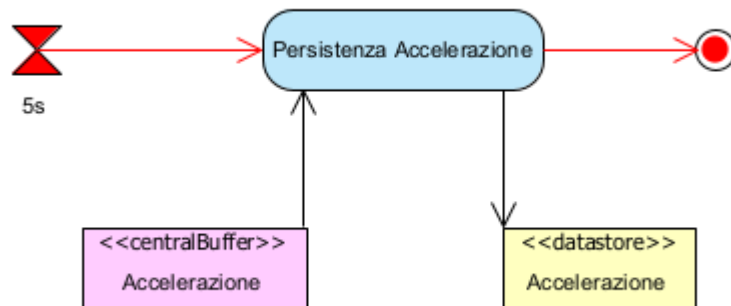 Persistenza Accelerazione
5s
<<centralBuffer>>
Accelerazione
<<datastore>>
Accelerazione